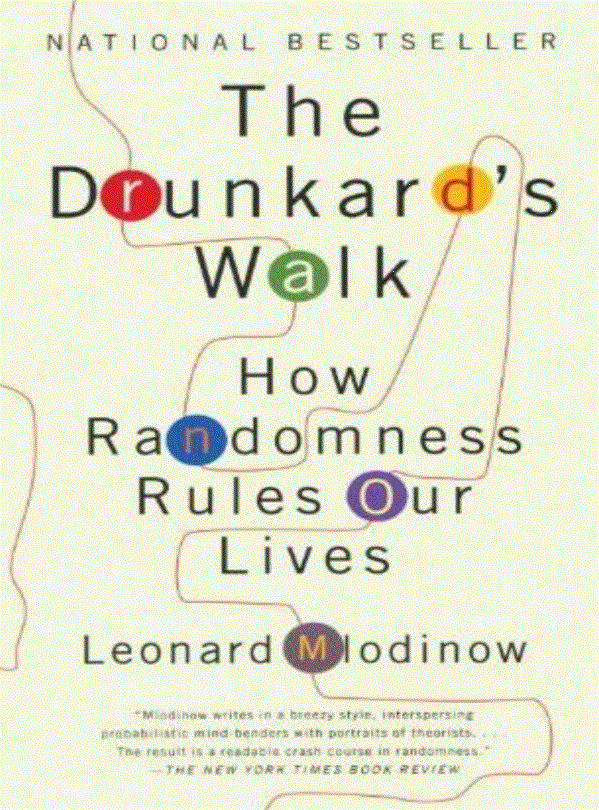 NATIONAL BESTSELLER
The
Drunkard's
Walk
How
Randomness
Rules Our
Lives
Leonard Mlodinow
"Mlodinow writes in a breezy style, interspersing
probabilistic mind-benders with portraits of theorists. . . .
The result is a readable crash course in randomness."
—THE NEW YORK TIMES BOOK REVIEW